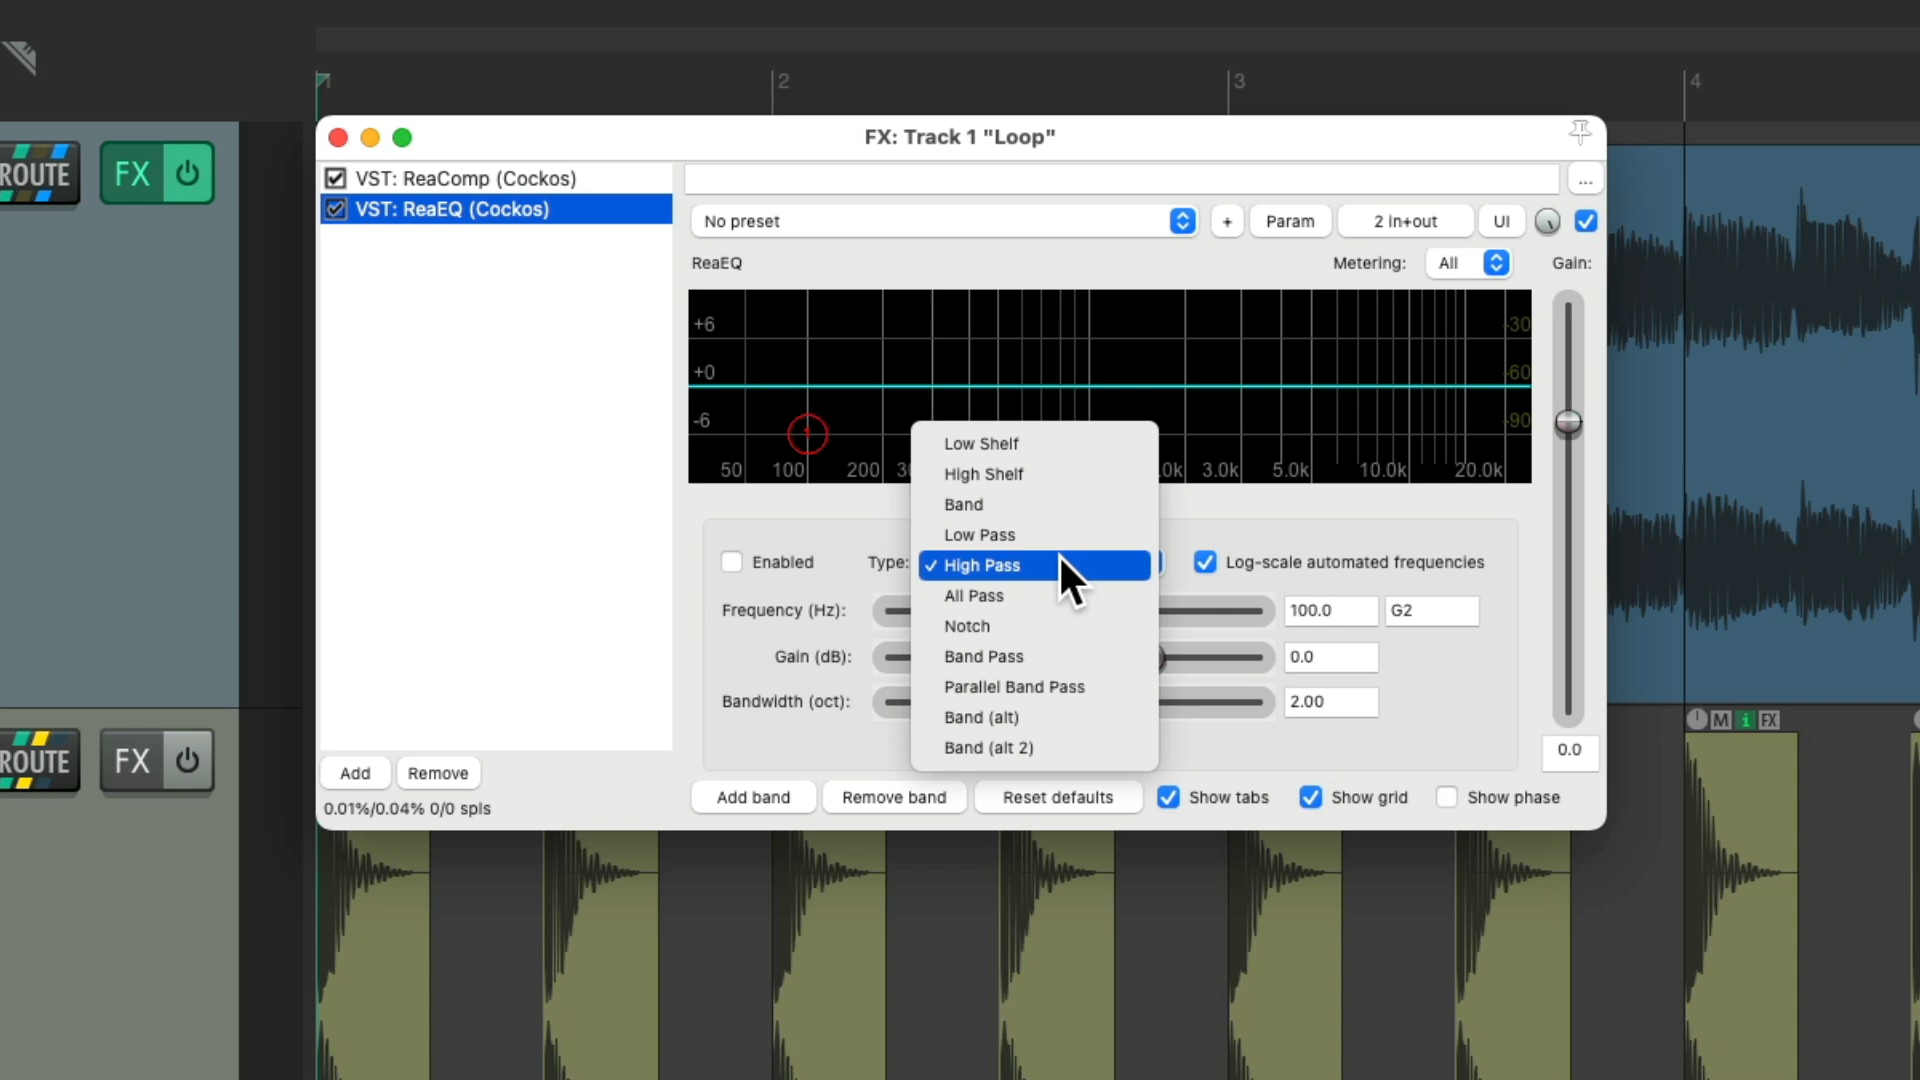 1
2
3
4
FX: Track 1 "Loop"
ROUTE
FX
VST: ReaComp (Cockos)
VST: ReaEQ (Cockos)
...
No preset
+
Param
2 in+out
UI
ReaEQ
Metering:
All
Gain:
+6
-30
+0
-60
-6
-90
50
100
200
3.0k
5.0k
10.0k
20.0k
Low Shelf
High Shelf
Band
Low Pass
High Pass
All Pass
Notch
Band Pass
Parallel Band Pass
Band (alt)
Band (alt 2)
Enabled
Type:
Log-scale automated frequencies
Frequency (Hz):
100.0
G2
Gain (dB):
0.0
Bandwidth (oct):
2.00
M
i
FX
ROUTE
FX
0.0
Add
Remove
0.01%/0.04% 0/0 spls
Add band
Remove band
Reset defaults
Show tabs
Show grid
Show phase